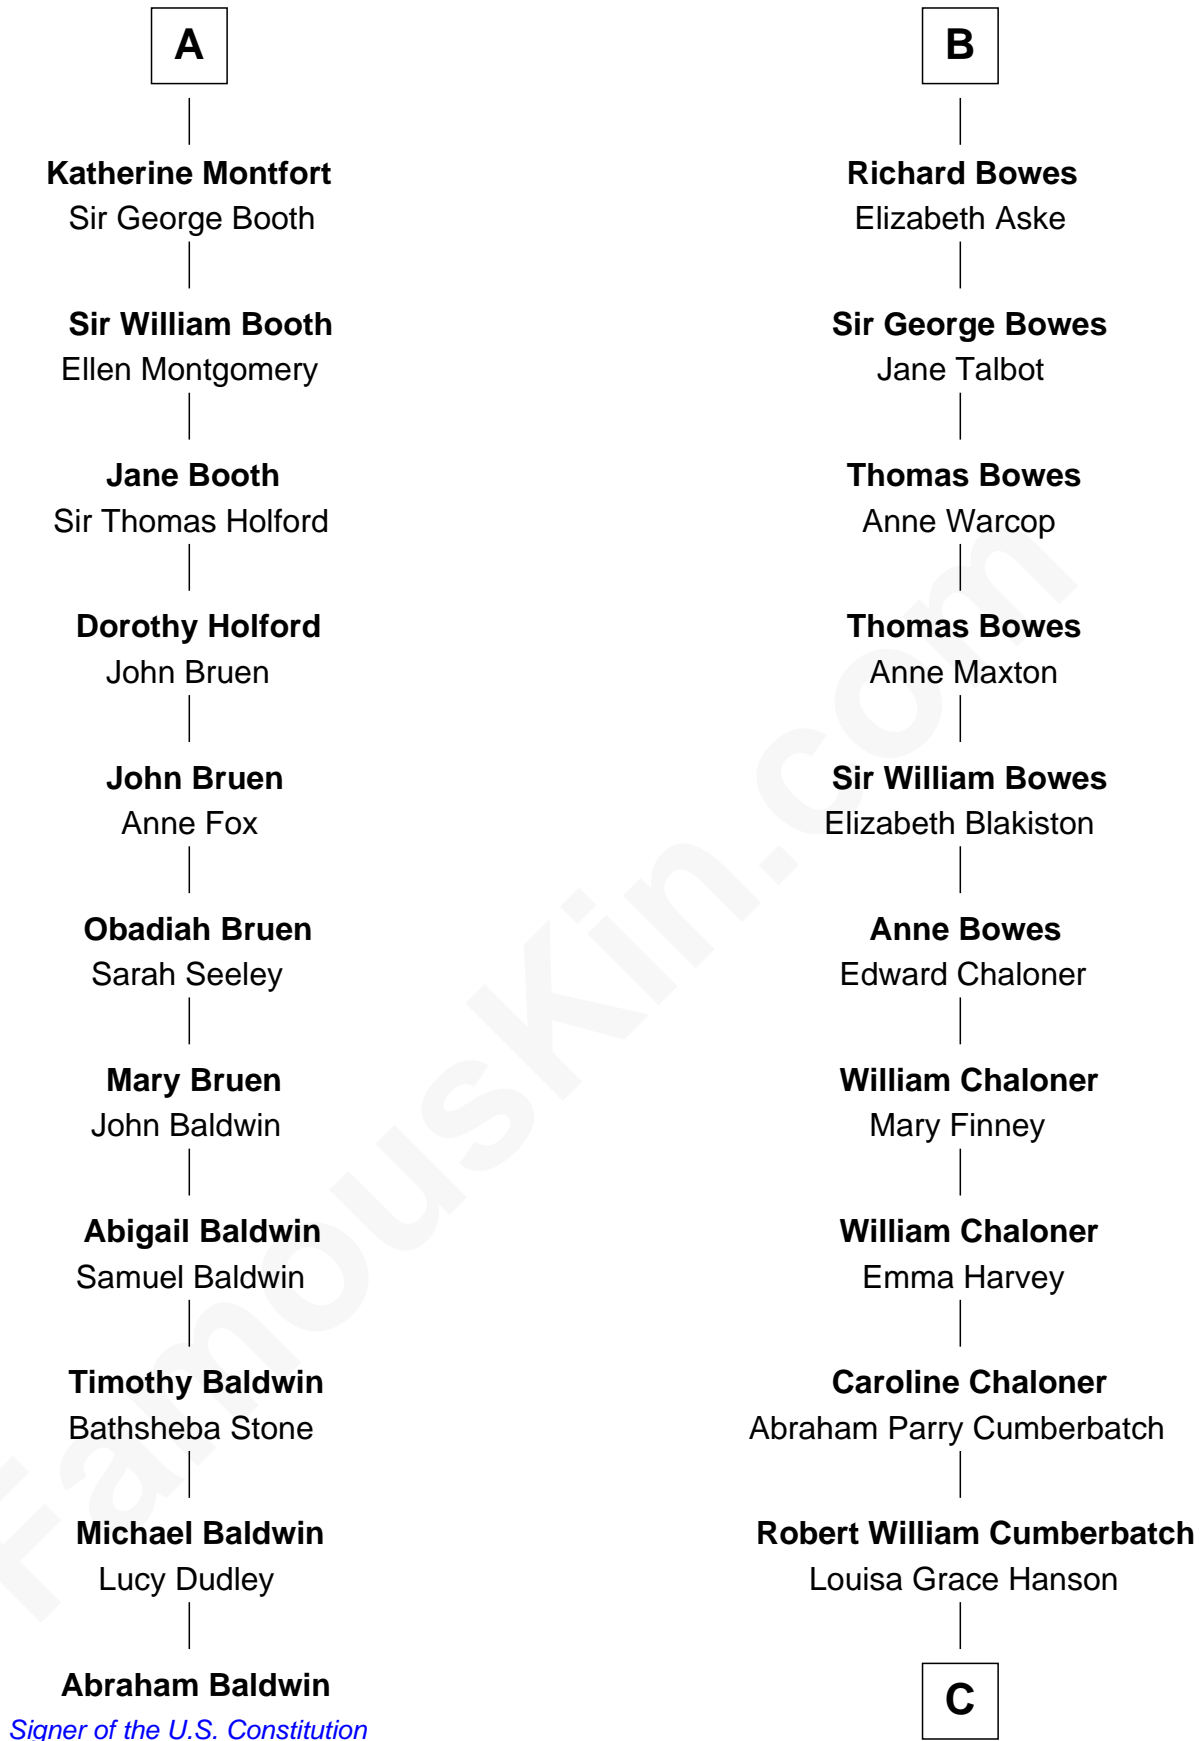 A
Katherine Montfort
Sir George Booth
Sir William Booth
Ellen Montgomery
Jane Booth
Sir Thomas Holford
Dorothy Holford
John Bruen
John Bruen
Anne Fox
Obadiah Bruen
Sarah Seeley
Mary Bruen
John Baldwin
Abigail Baldwin
Samuel Baldwin
Timothy Baldwin
Bathsheba Stone
Michael Baldwin
Lucy Dudley
Abraham Baldwin
Signer of the U.S. Constitution
B
Richard Bowes
Elizabeth Aske
Sir George Bowes
Jane Talbot
Thomas Bowes
Anne Warcop
Thomas Bowes
Anne Maxton
Sir William Bowes
Elizabeth Blakiston
Anne Bowes
Edward Chaloner
William Chaloner
Mary Finney
William Chaloner
Emma Harvey
Caroline Chaloner
Abraham Parry Cumberbatch
Robert William Cumberbatch
Louisa Grace Hanson
C
FamousKin.com